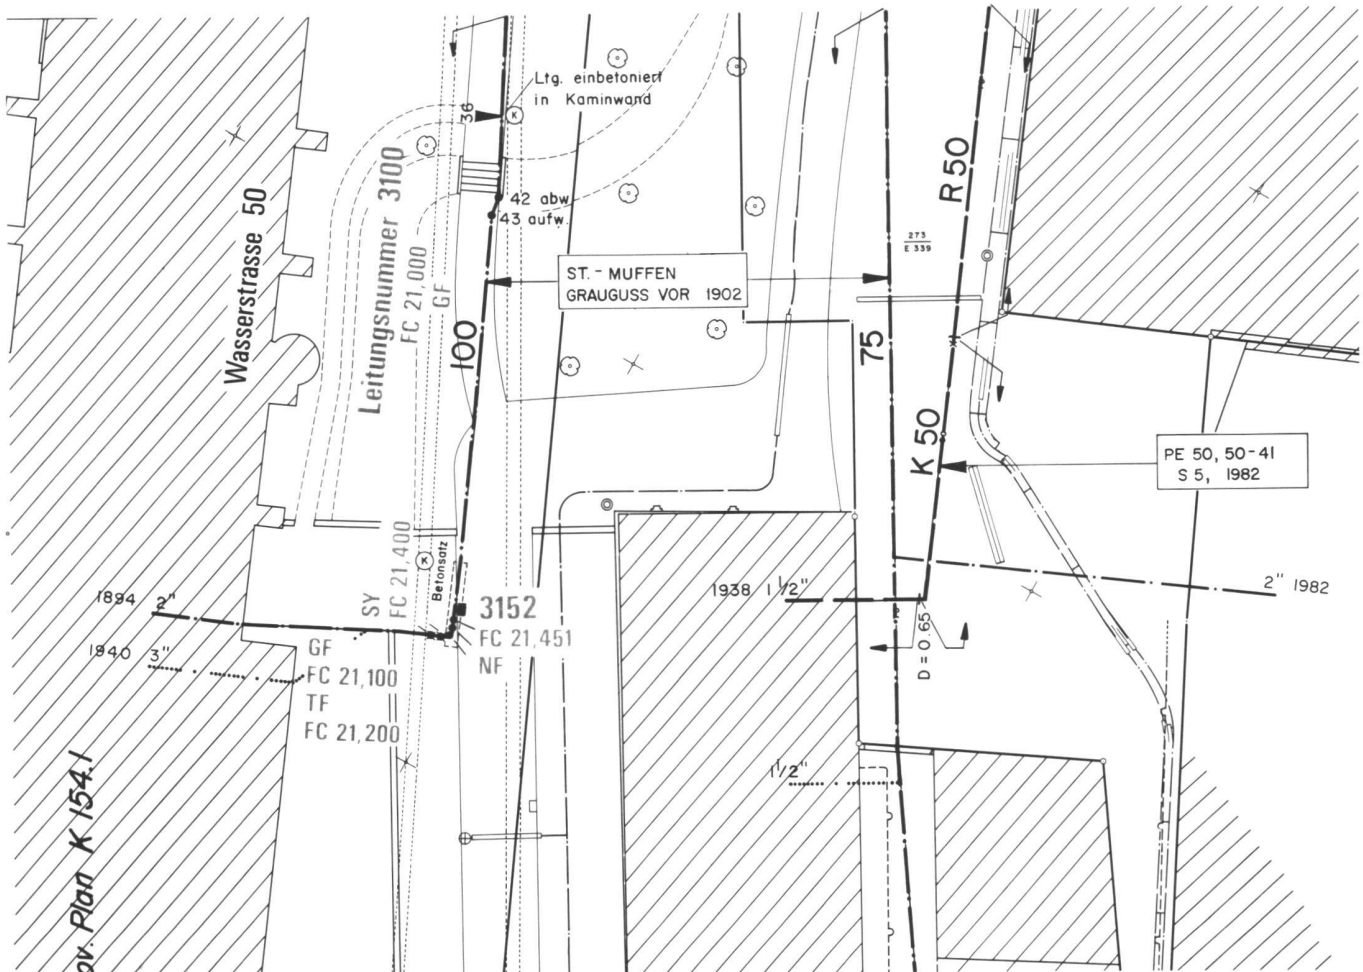 Ltg. einbetoniert
in Kaminwand
K
36
42 abw.
43 aufw.
Wasserstrasse 50
Leitungsnummer 3100
FC 21,000
GF
100
ST. - MUFFEN
GRAUGUSS VOR 1902
273
E 339
R 50
75
K 50
PE 50, 50-41
S 5, 1982
SY
FC 21,400
K
Betonsatz
1894 2"
1940 3"
3152
FC 21,451
NF
GF
FC 21,100
TF
FC 21,200
1938 1 1/2"
2" 1982
D = 0.65
1 1/2"
Plan K 154.1